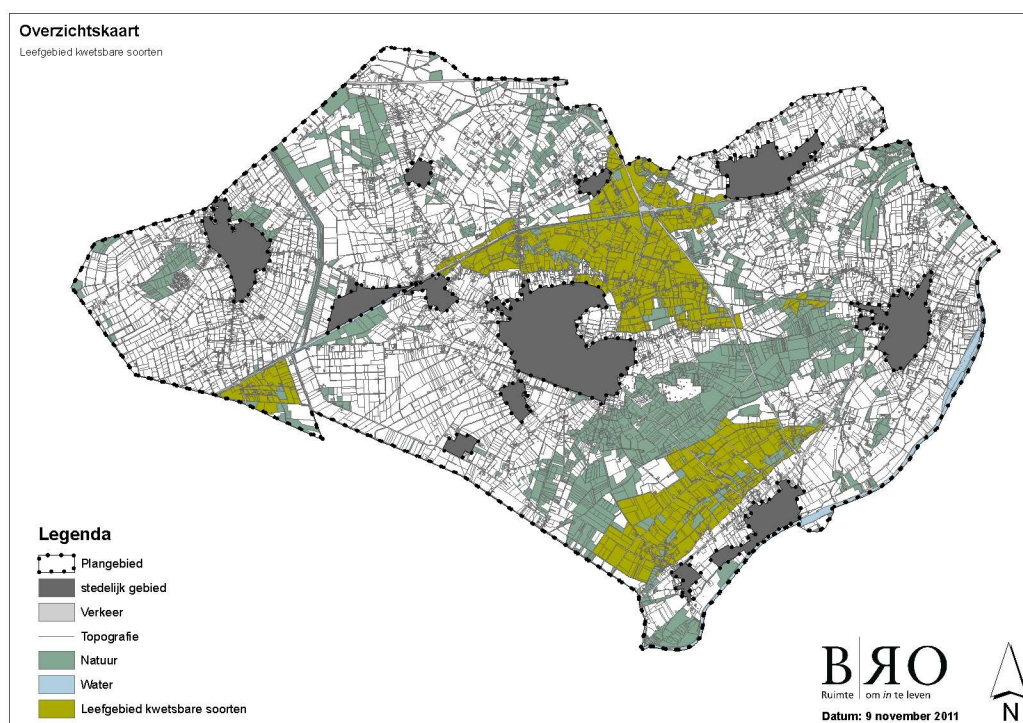 Overzichtskaart
Leefgebied kwetsbare soorten
Legenda
Plangebied
stedelijk gebied
Verkeer
Topografie
Natuur
Water
Leefgebied kwetsbare soorten
B|ЯO
Ruimte om in te leven
Datum: 9 november 2011
N